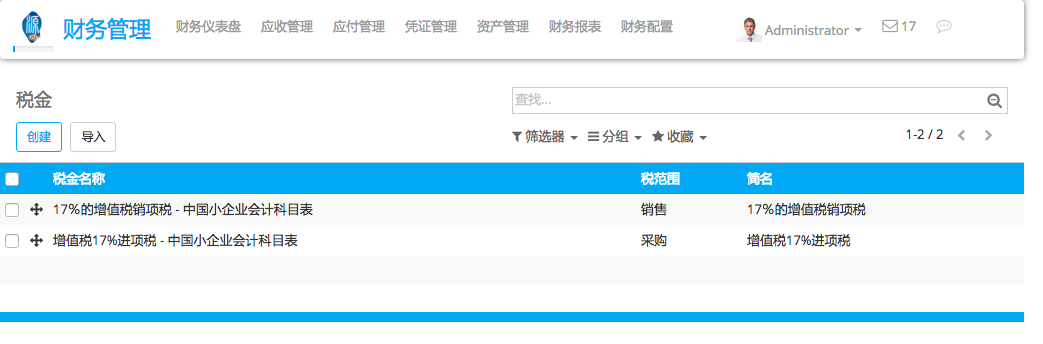 源
财务管理 财务仪表盘 应收管理 应付管理 凭证管理 资产管理 财务报表 财务配置 Administrator 17
税金
查找...
创建 导入
筛选器 分组 收藏 1-2 / 2
税金名称 税范围 简名
17%的增值税销项税 - 中国小企业会计科目表 销售 17%的增值税销项税
增值税17%进项税 - 中国小企业会计科目表 采购 增值税17%进项税